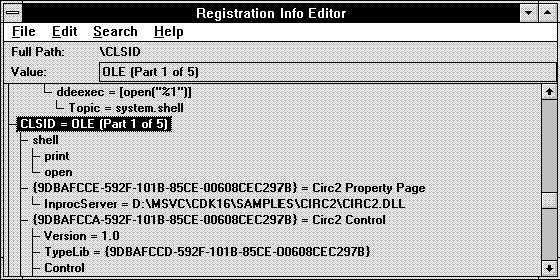 Registration Info Editor
File Edit Search Help
Full Path: \CLSID
Value: OLE (Part 1 of 5)
ddeexec = [open("%1")]
Topic = system.shell
CLSID = OLE (Part 1 of 5)
shell
print
open
{9DBAFCCE-592F-101B-85CE-00608CEC297B} = Circ2 Property Page
InprocServer = D:\MSVC\CDK16\SAMPLES\CIRC2\CIRC2.DLL
{9DBAFCCA-592F-101B-85CE-00608CEC297B} = Circ2 Control
Version = 1.0
TypeLib = {9DBAFCCD-592F-101B-85CE-00608CEC297B}
Control